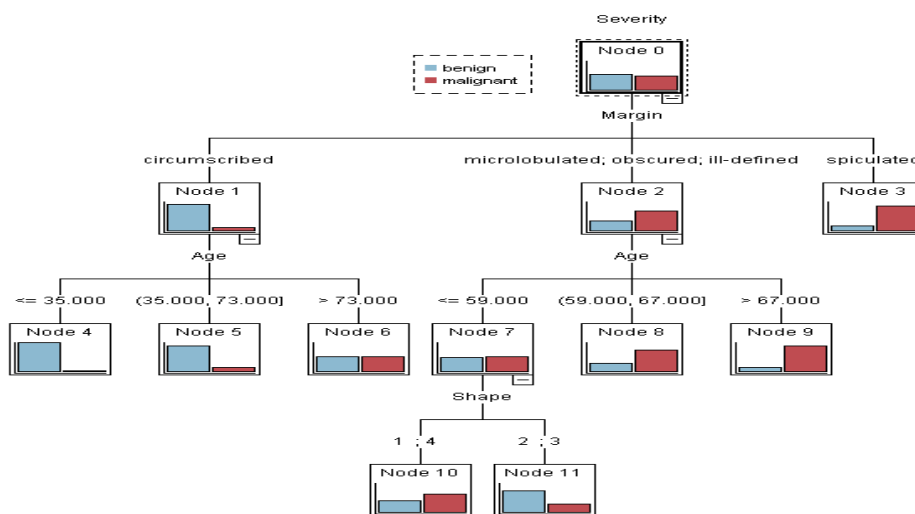 Severity
Node 0
benign
malignant
Margin
circumscribed
microlobulated; obscured; ill-defined
spiculated
Node 1
Node 2
Node 3
Age
Age
<= 35.000
(35.000, 73.000]
> 73.000
<= 59.000
(59.000, 67.000]
> 67.000
Node 4
Node 5
Node 6
Node 7
Node 8
Node 9
Shape
1 ; 4
2 ; 3
Node 10
Node 11